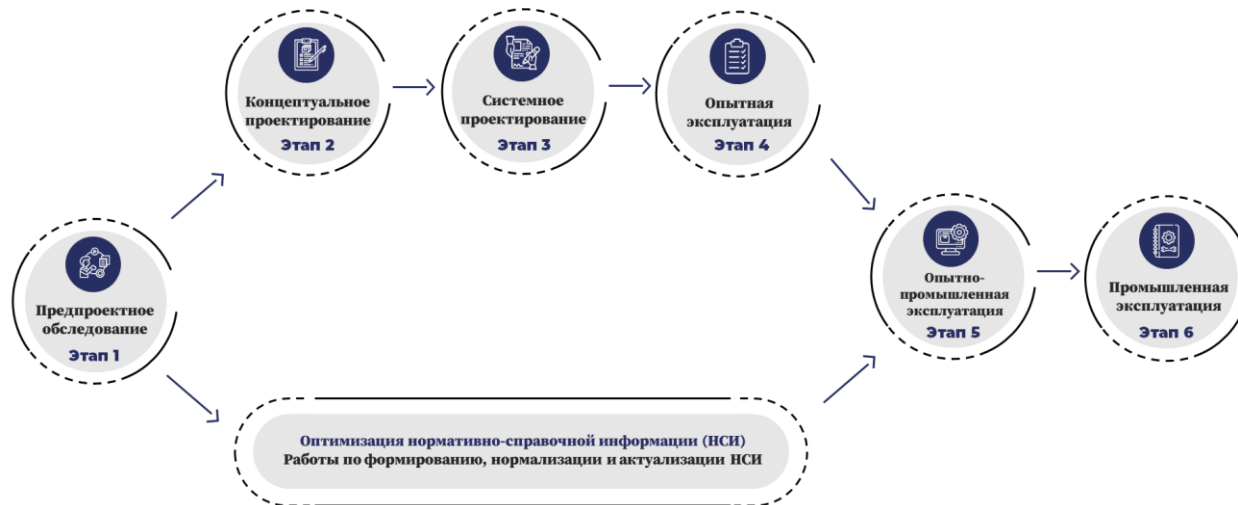 Концептуальное
проектирование
Этап 2
Системное
проектирование
Этап 3
Опытная
эксплуатация
Этап 4
Предпроектное
обследование
Этап 1
Опытно-
промышленная
эксплуатация
Этап 5
Промышленная
эксплуатация
Этап 6
Оптимизация нормативно-справочной информации (НСИ)
Работы по формированию, нормализации и актуализации НСИ